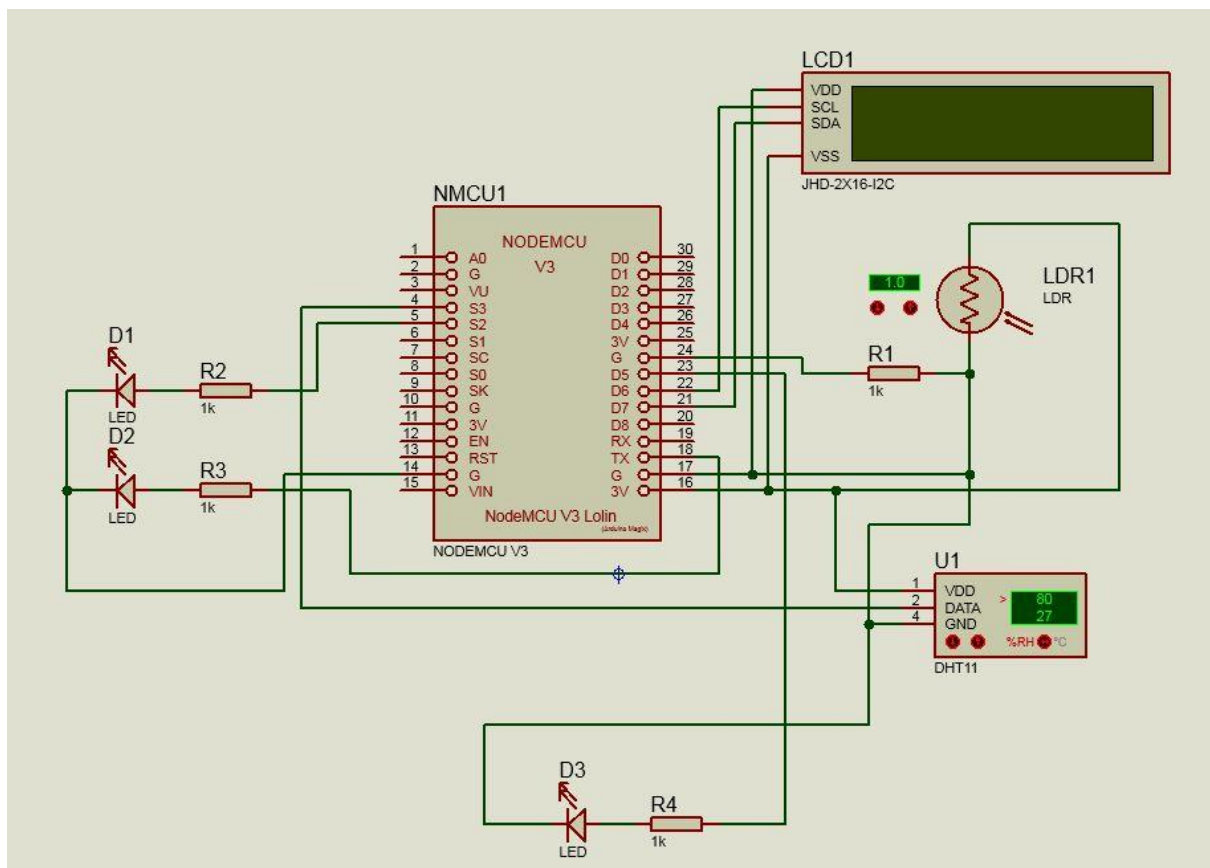 LCD1
VDD
SCL
SDA
VSS
JHD-2X16-I2C
NMCU1
NODEMCU
V3
1 A0
2 G
3 VU
4 S3
5 S2
6 S1
7 SC
8 S0
9 SK
10 G
11 3V
12 EN
13 RST
14 G
15 VIN
D0 30
D1 29
D2 28
D3 27
D4 26
3V 25
G 24
D5 23
D6 22
D7 21
D8 20
RX 19
TX 18
G 17
3V 16
NodeMCU V3 Lolin
(Arduino Magix)
NODEMCU V3
1.0
LDR1
LDR
R1
1k
D1
LED
R2
1k
D2
LED
R3
1k
U1
1 VDD
2 DATA
4 GND
>
80
27
%RH °C
DHT11
D3
LED
R4
1k